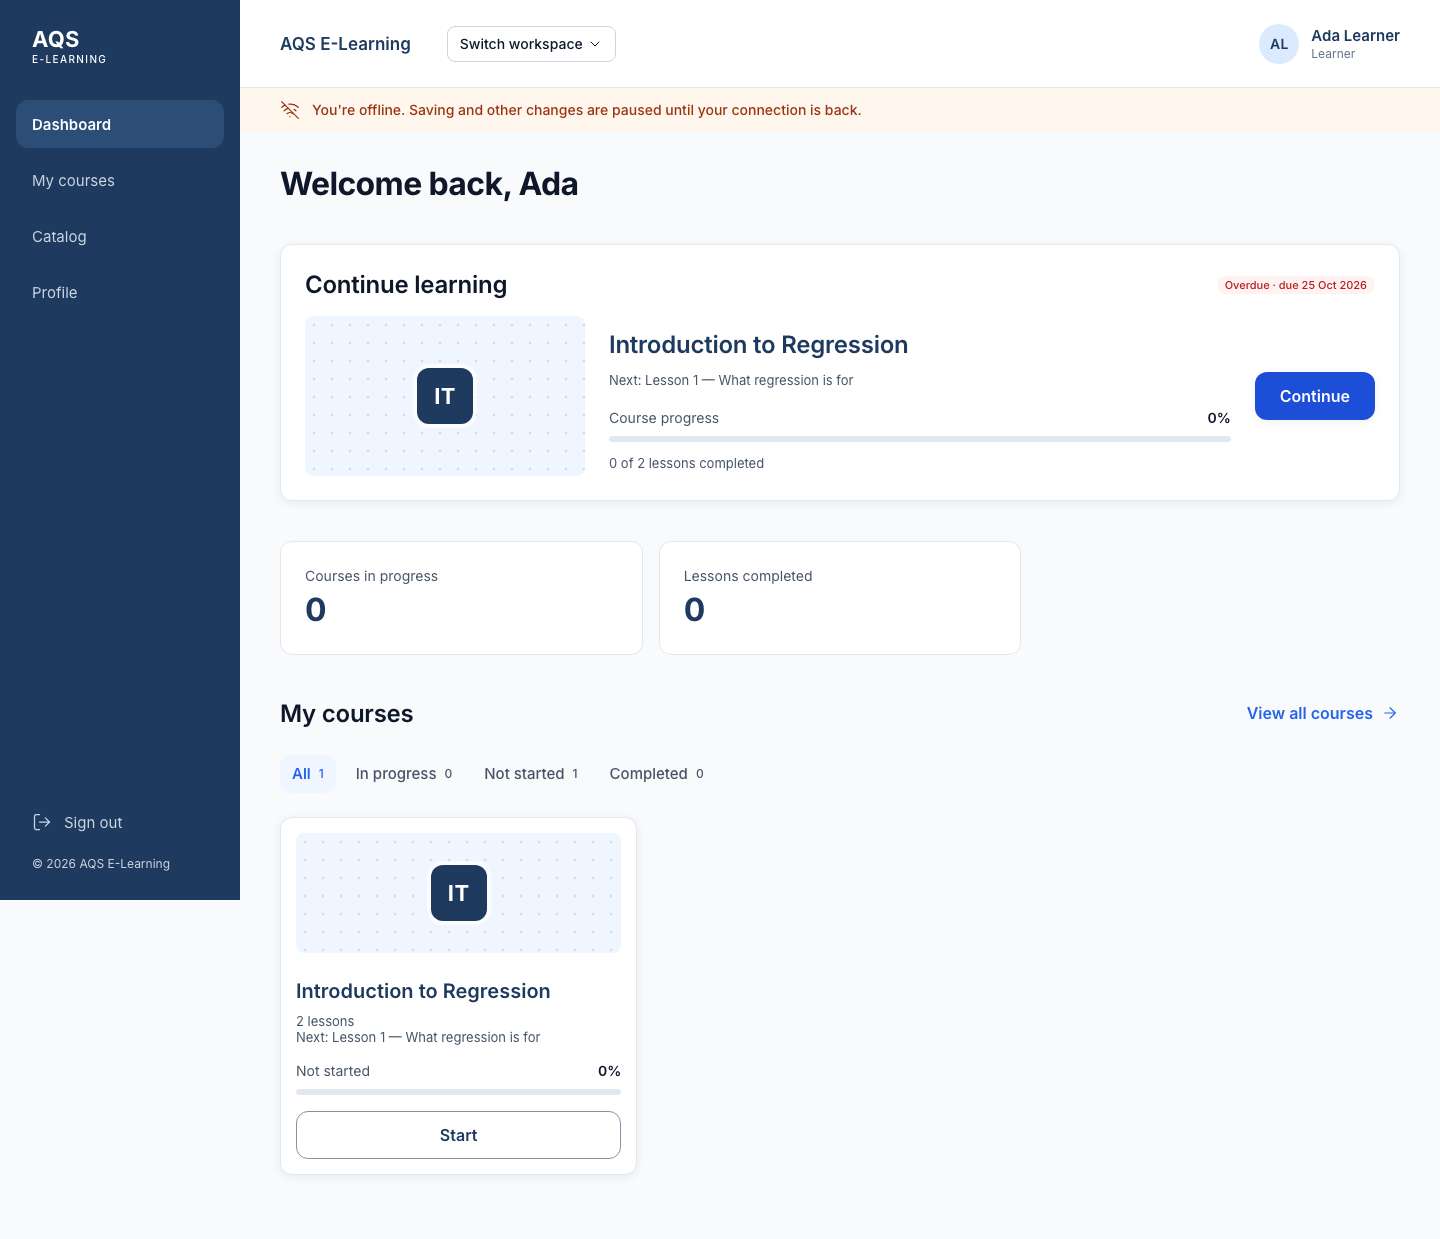 AQS
E-LEARNING
Dashboard
My courses
Catalog
Profile
Sign out
© 2026 AQS E-Learning
AQS E-Learning
Switch workspace
AL
Ada Learner
Learner
You're offline. Saving and other changes are paused until your connection is back.
Welcome back, Ada
Continue learning
Overdue · due 25 Oct 2026
IT
Introduction to Regression
Next: Lesson 1 — What regression is for
Course progress 0%
0 of 2 lessons completed
Continue
Courses in progress
0
Lessons completed
0
My courses
View all courses
All 1 In progress 0 Not started 1 Completed 0
IT
Introduction to Regression
2 lessons
Next: Lesson 1 — What regression is for
Not started 0%
Start